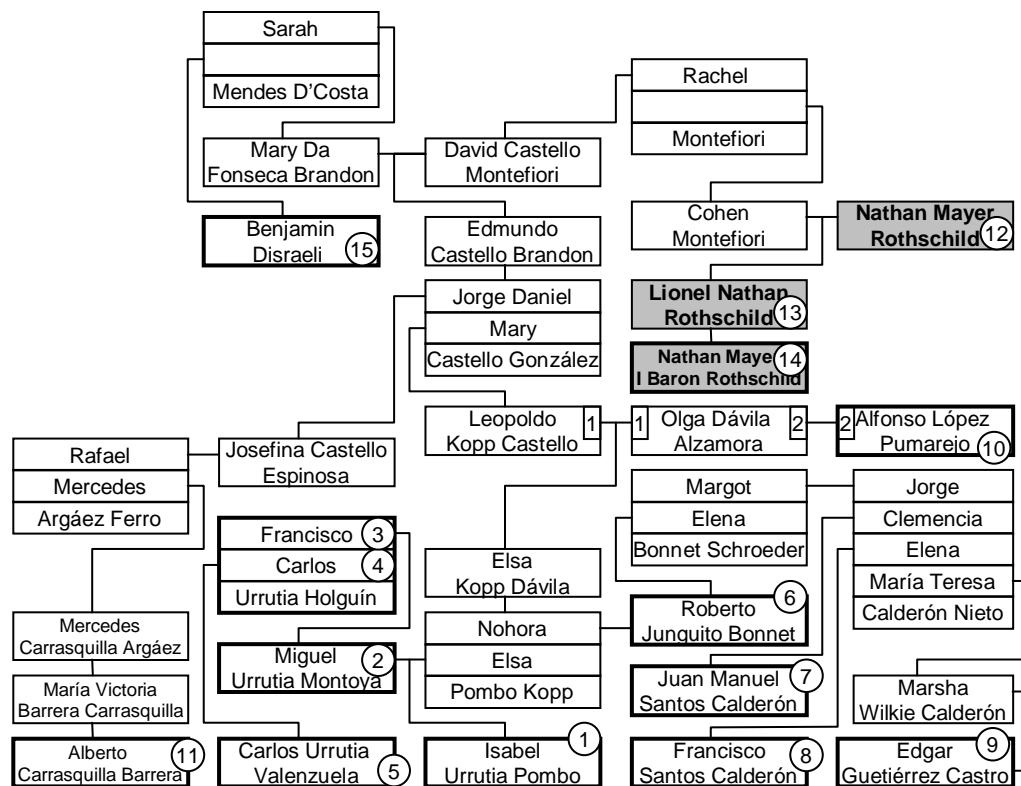 Sarah
Mendes D'Costa
Rachel
Montefiori
Mary Da
Fonseca Brandon
David Castello
Montefiori
Benjamin
Disraeli
15
Edmundo
Castello Brandon
Cohen
Montefiori
Nathan Mayer
Rothschild
12
Jorge Daniel
Mary
Castello González
Lionel Nathan
Rothschild
13
Nathan Maye
I Baron Rothschild
14
Leopoldo
Kopp Castello
1
1
Olga Dávila
Alzamora
2
2
Alfonso López
Pumarejo
10
Rafael
Mercedes
Argáez Ferro
Josefina Castello
Espinosa
Margot
Elena
Bonnet Schroeder
Jorge
Clemencia
Elena
María Teresa
Calderón Nieto
Francisco
3
Carlos
4
Urrutia Holguín
Elsa
Kopp Dávila
Mercedes
Carrasquilla Argáez
Miguel
Urrutia Montoya
2
Nohora
Elsa
Pombo Kopp
Roberto
Junguito Bonnet
6
Juan Manuel
Santos Calderón
7
María Victoria
Barrera Carrasquilla
Marsha
Wilkie Calderón
Alberto
Carrasquilla Barrera
11
Carlos Urrutia
Valenzuela
5
Isabel
Urrutia Pombo
1
Francisco
Santos Calderón
8
Edgar
Guetiérrez Castro
9